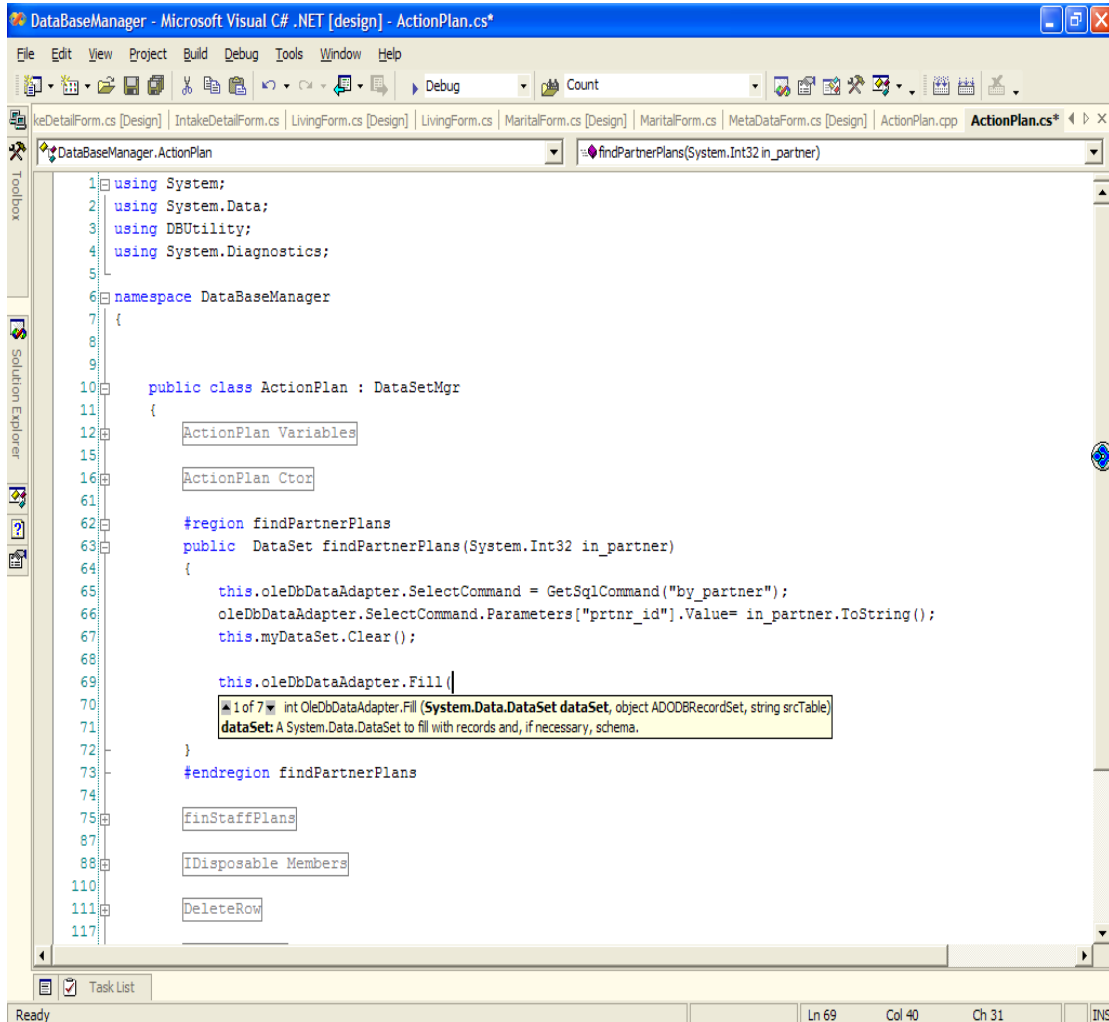 DataBaseManager - Microsoft Visual C# .NET [design] - ActionPlan.cs*
File Edit View Project Build Debug Tools Window Help
Debug Count
keDetailForm.cs [Design] | IntakeDetailForm.cs | LivingForm.cs [Design] | LivingForm.cs | MaritalForm.cs [Design] | MaritalForm.cs | MetaDataForm.cs [Design] | ActionPlan.cpp ActionPlan.cs*
DataBaseManager.ActionPlan findPartnerPlans(System.Int32 in_partner)
Toolbox
Solution Explorer
1 using System;
2 using System.Data;
3 using DBUtility;
4 using System.Diagnostics;
5
6 namespace DataBaseManager
7 {
8
9
10 public class ActionPlan : DataSetMgr
11 {
12 ActionPlan Variables
15
16 ActionPlan Ctor
61
62 #region findPartnerPlans
63 public DataSet findPartnerPlans(System.Int32 in_partner)
64 {
65 this.oleDbDataAdapter.SelectCommand = GetSqlCommand("by_partner");
66 oleDbDataAdapter.SelectCommand.Parameters["prtnr_id"].Value= in_partner.ToString();
67 this.myDataSet.Clear();
68
69 this.oleDbDataAdapter.Fill(
70 1 of 7 int OleDbDataAdapter.Fill (System.Data.DataSet dataSet, object ADODBRecordSet, string srcTable)
71 dataSet: A System.Data.DataSet to fill with records and, if necessary, schema.
72 }
73 #endregion findPartnerPlans
74
75 finStaffPlans
87
88 IDisposable Members
110
111 DeleteRow
117
Task List
Ready Ln 69 Col 40 Ch 31 INS